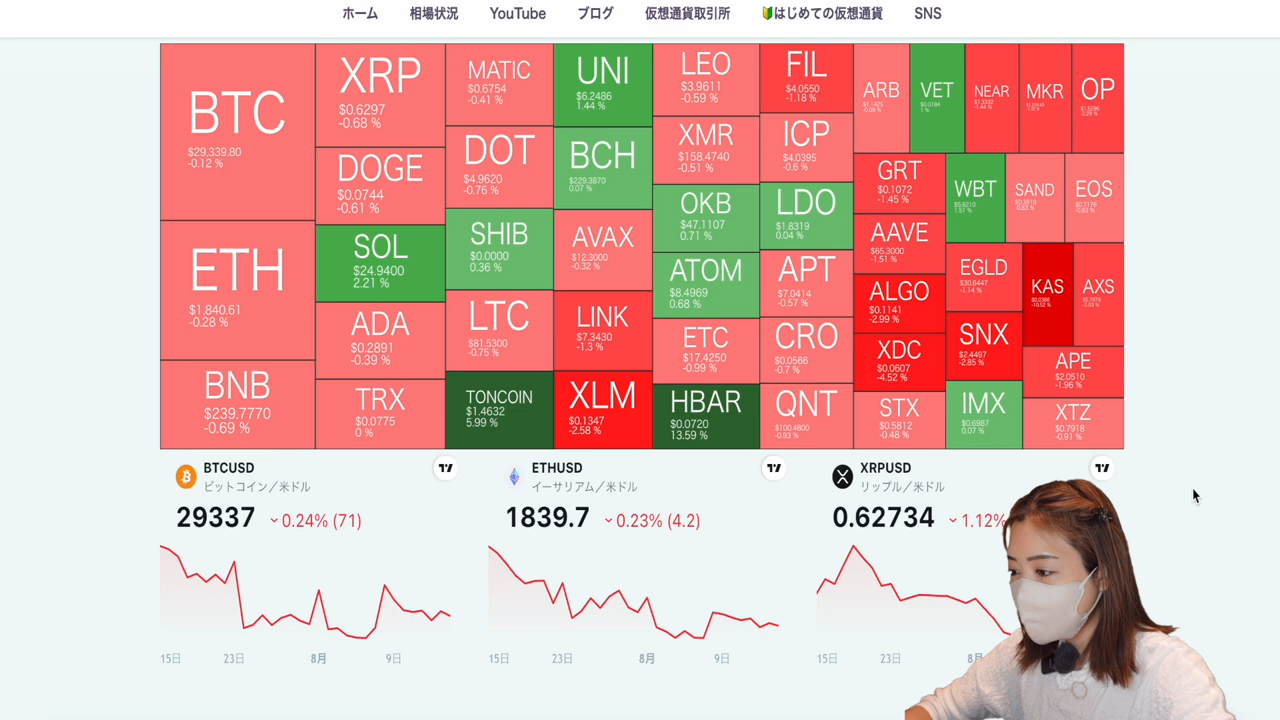 ホーム 相場状況 YouTube ブログ 仮想通貨取引所 🔰はじめての仮想通貨 SNS
BTC
$29,339.80
-0.12 %
ETH
$1,840.61
-0.28 %
BNB
$239.7770
-0.69 %
XRP
$0.6297
-0.68 %
DOGE
$0.0744
-0.61 %
SOL
$24.9400
2.21 %
ADA
$0.2891
-0.39 %
TRX
$0.0775
0 %
MATIC
$0.6754
-0.41 %
DOT
$4.9620
-0.76 %
SHIB
$0.0000
0.36 %
LTC
$81.5300
-0.75 %
TONCOIN
$1.4632
5.99 %
UNI
$6.2486
1.44 %
BCH
$229.3870
0.07 %
AVAX
$12.3000
-0.32 %
LINK
$7.3430
-1.3 %
XLM
$0.1347
-2.58 %
LEO
$3.9611
-0.59 %
XMR
$158.4740
-0.51 %
OKB
$47.1107
0.71 %
ATOM
$8.4969
0.68 %
ETC
$17.4250
-0.99 %
HBAR
$0.0720
13.59 %
FIL
$4.0550
-1.18 %
ICP
$4.0395
-0.6 %
LDO
$1.8319
0.04 %
APT
$7.0414
-0.57 %
CRO
$0.0566
-0.7 %
QNT
$100.4800
-0.93 %
ARB
VET
$0.0184
1 %
NEAR
MKR
OP
GRT
$0.1072
-1.45 %
AAVE
$65.3000
-1.51 %
ALGO
$0.1141
-2.99 %
XDC
$0.0607
-4.52 %
STX
$0.5812
-0.48 %
WBT
$5.6210
1.51 %
SAND
EOS
EGLD
$30.6447
-1.14 %
SNX
$2.4497
-2.85 %
IMX
$0.6987
0.07 %
KAS
AXS
APE
$2.0510
-1.96 %
XTZ
$0.7918
-0.91 %
BTCUSD
ビットコイン／米ドル
29337 0.24% (71)
15日 23日 8月 9日
ETHUSD
イーサリアム／米ドル
1839.7 0.23% (4.2)
15日 23日 8月 9日
XRPUSD
リップル／米ドル
0.62734 1.12%
15日 23日 8月